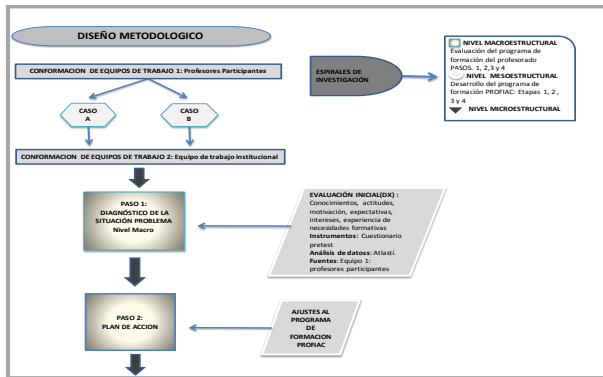 DISEÑO METODOLOGICO
CONFORMACION DE EQUIPOS DE TRABAJO 1: Profesores Participantes
CASO
A
CASO
B
CONFORMACION DE EQUIPOS DE TRABAJO 2: Equipo de trabajo institucional
ESPIRALES DE
INVESTIGACIÓN
NIVEL MACROESTRUCTURAL
Evaluación del programa de
formación del profesorado
PASOS. 1, 2,3 y 4
NIVEL MESOESTRUCTURAL
Desarrollo del programa de
formación PROFIAC: Etapas 1, 2 ,
3 y 4
NIVEL MICROESTRUCTURAL
PASO 1:
DIAGNÓSTICO DE LA
SITUACIÓN PROBLEMA
Nivel Macro
EVALUACIÓN INICIAL(DX) :
Conocimientos, actitudes,
motivación, expectativas,
intereses, experiencia de
necesidades formativas
Instrumentos: Cuestionario
pretest
Análisis de datoss: Atlastí.
Fuentes: Equipo 1:
profesores participantes
PASO 2:
PLAN DE ACCION
AJUSTES AL
PROGRAMA
DE
FORMACION
PROFIAC